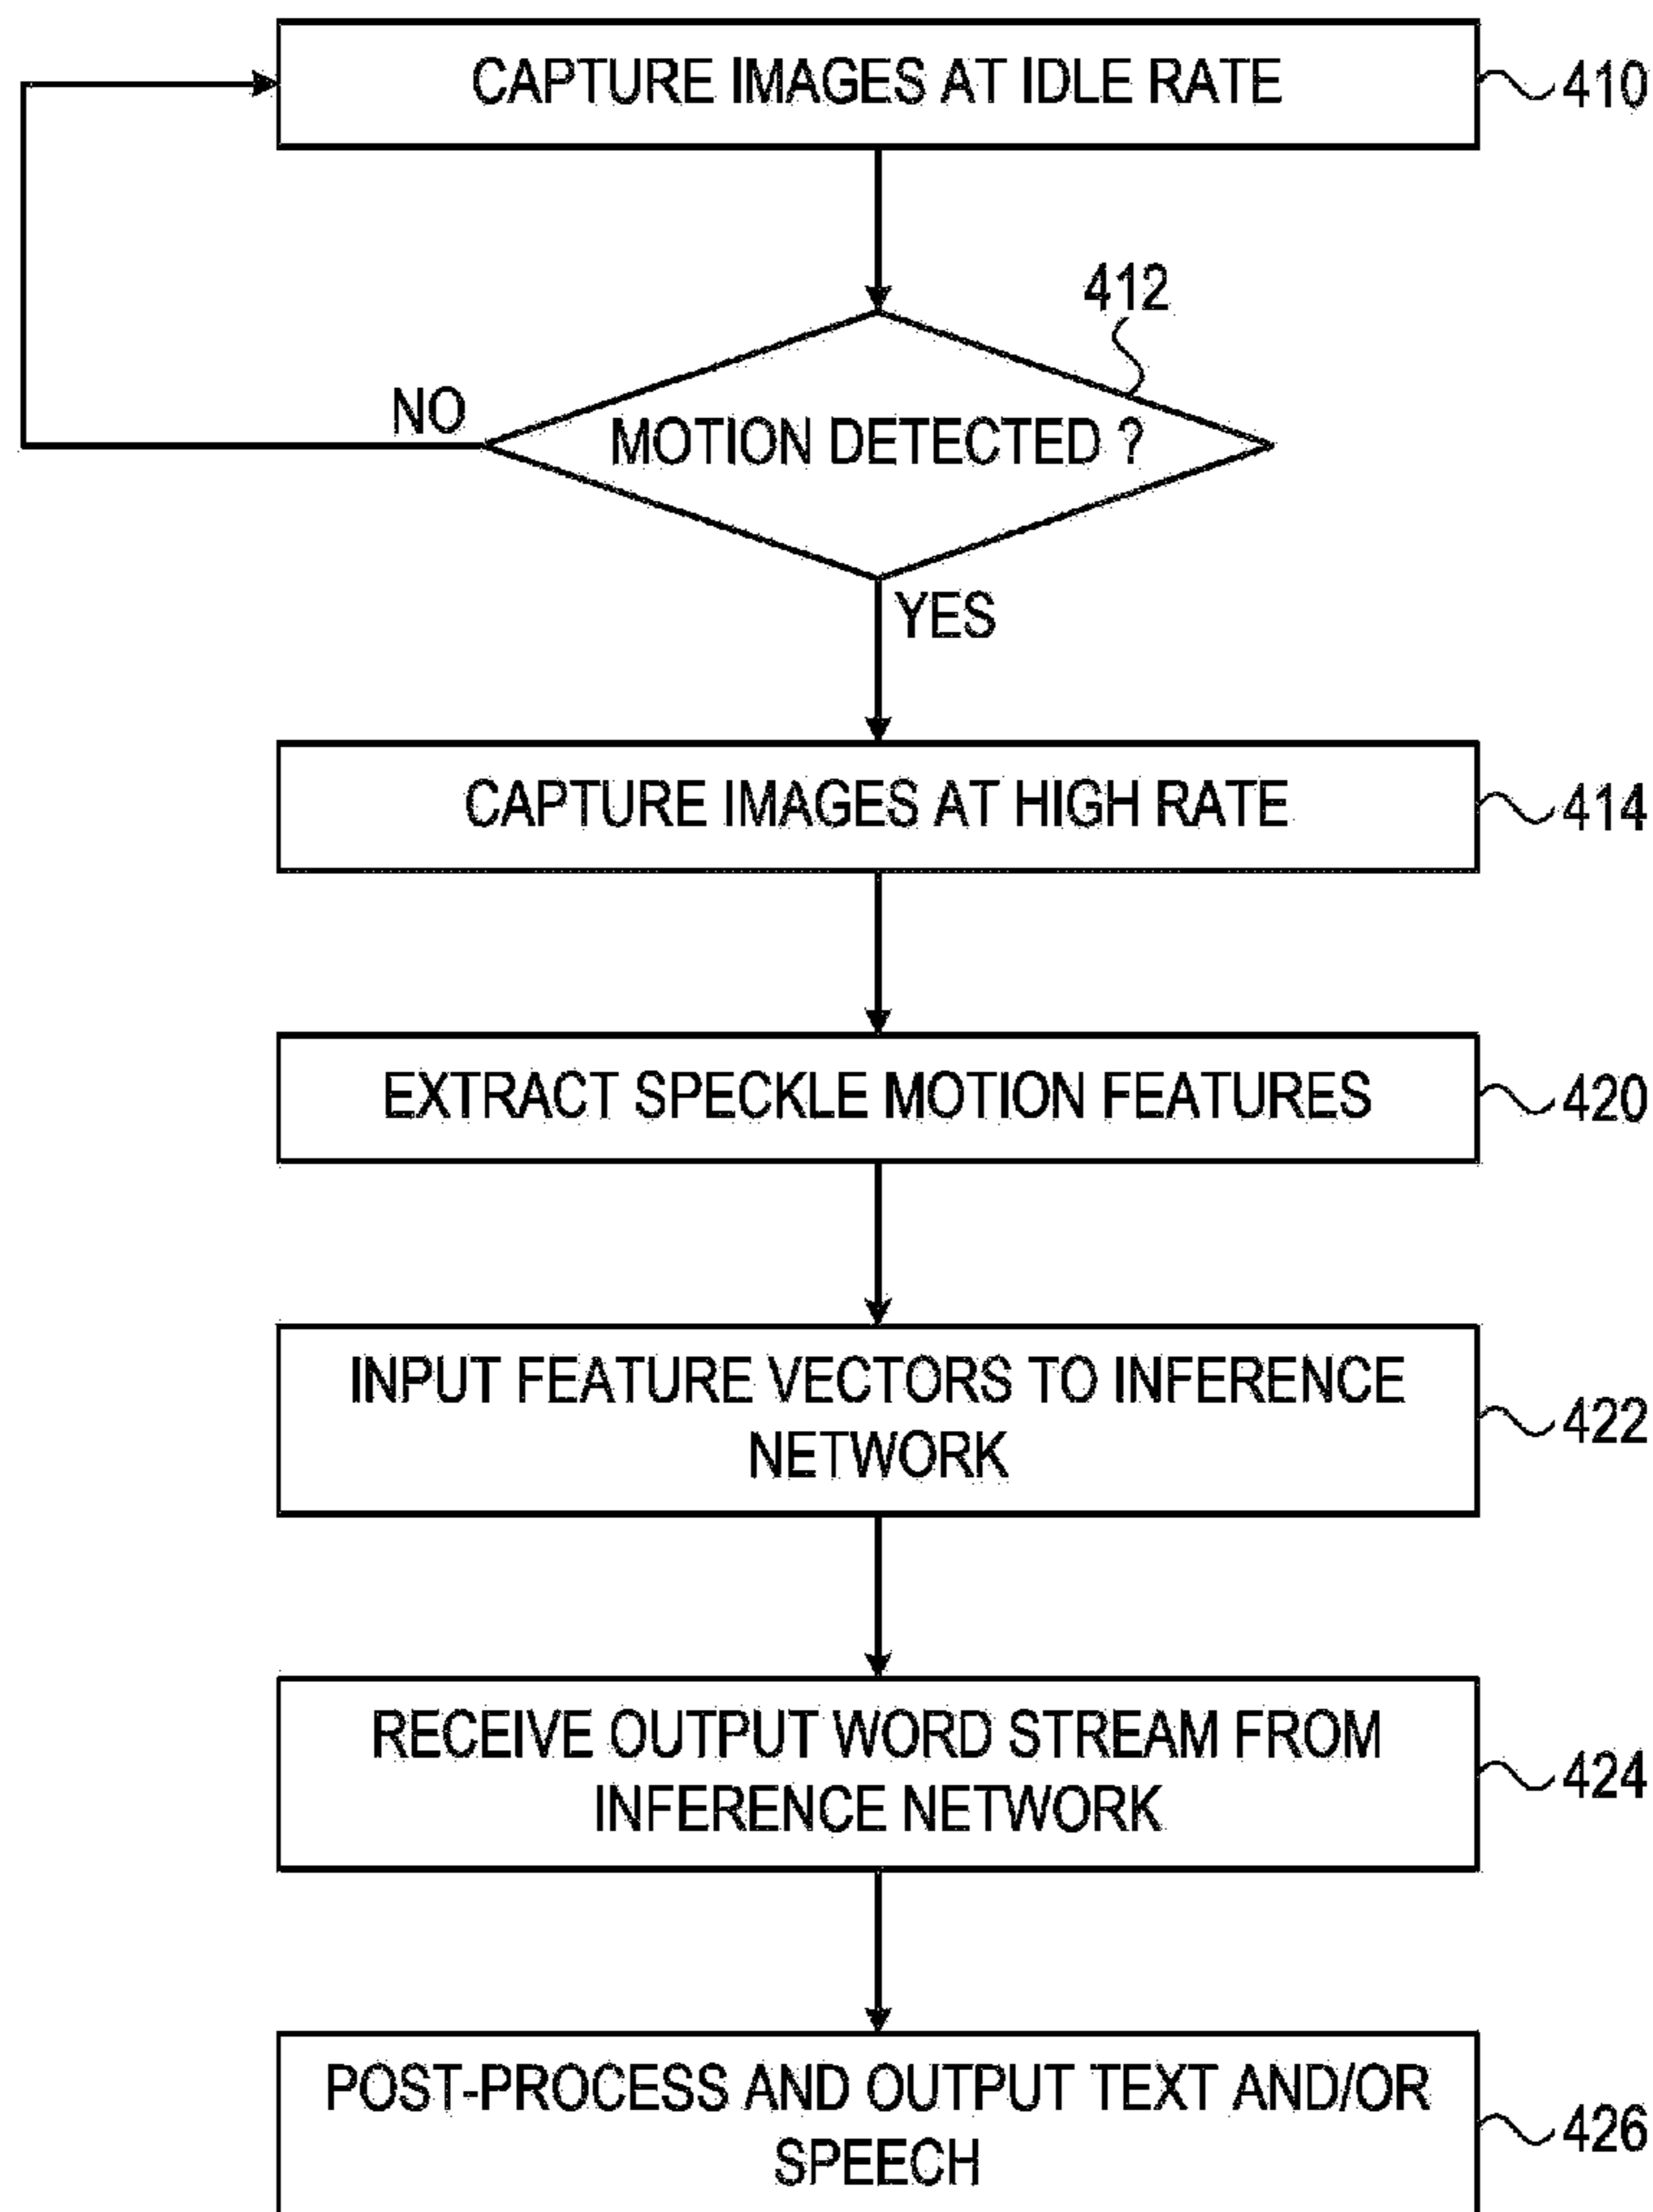 CAPTURE IMAGES AT IDLE RATE
410
412
MOTION DETECTED ?
NO
YES
CAPTURE IMAGES AT HIGH RATE
414
EXTRACT SPECKLE MOTION FEATURES
420
INPUT FEATURE VECTORS TO INFERENCE
NETWORK
422
RECEIVE OUTPUT WORD STREAM FROM
INFERENCE NETWORK
424
POST-PROCESS AND OUTPUT TEXT AND/OR
SPEECH
426